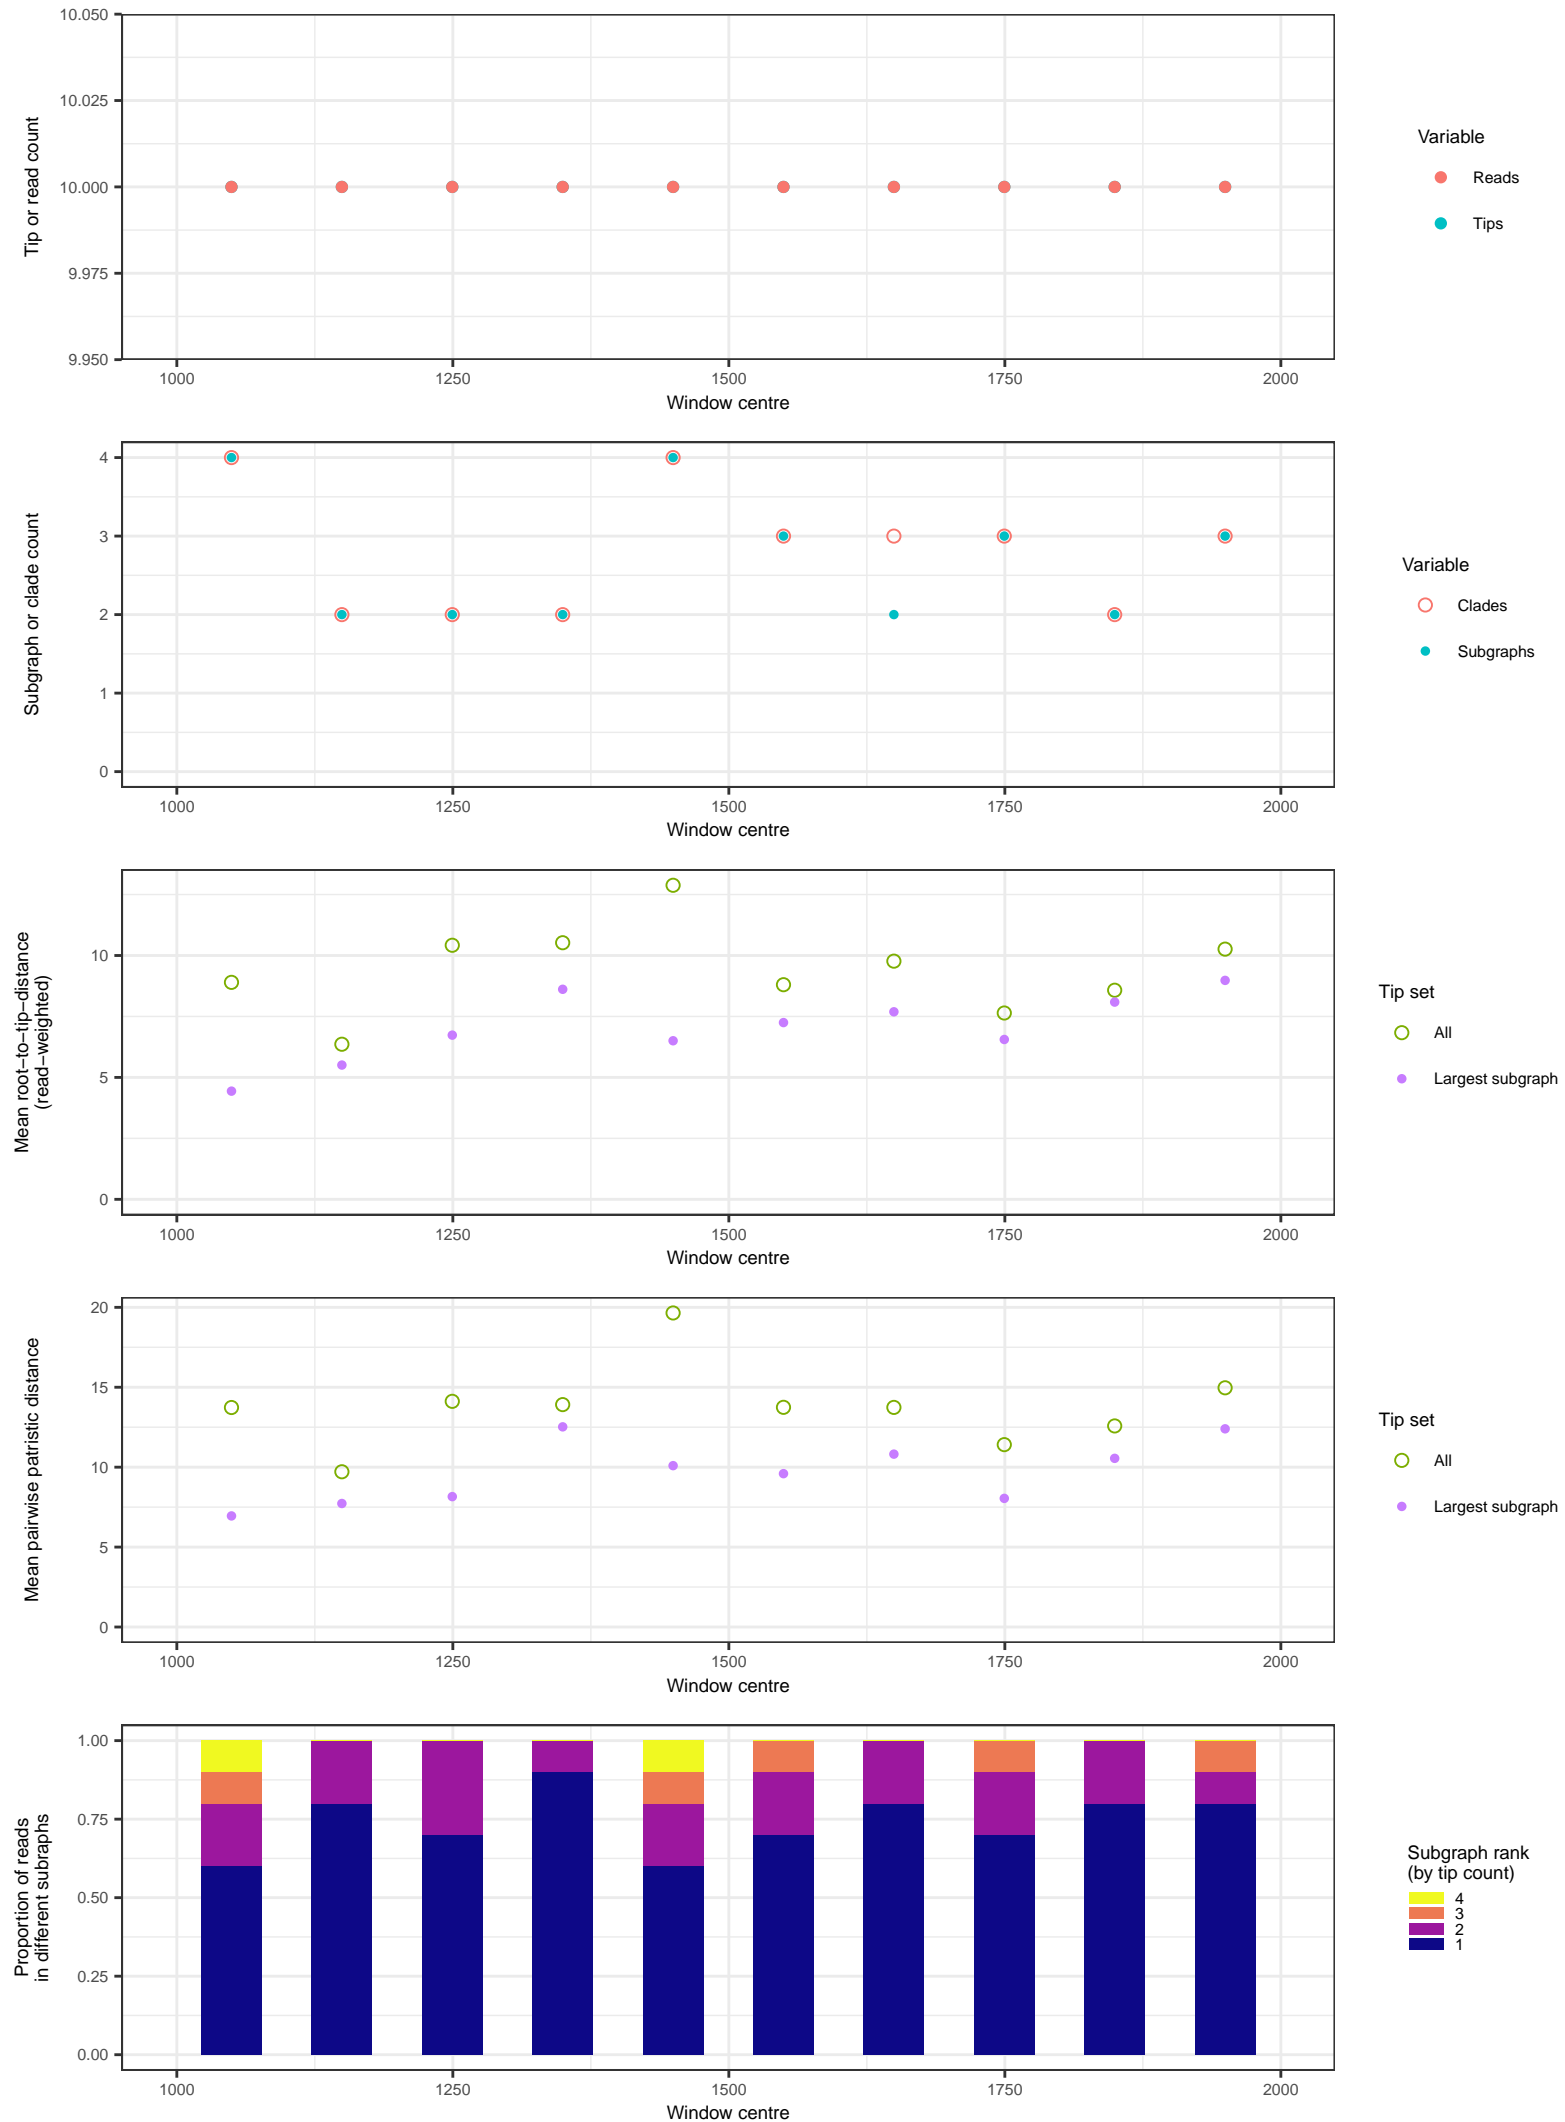 10.050
10.025
10.000
9.975
9.950
Tip or read count
1000 1250 1500 1750 2000
Window centre
Variable
Reads
Tips
4
3
2
1
0
Subgraph or clade count
1000 1250 1500 1750 2000
Window centre
Variable
Clades
Subgraphs
10
5
0
Mean root−to−tip−distance
(read−weighted)
1000 1250 1500 1750 2000
Window centre
Tip set
All
Largest subgraph
20
15
10
5
0
Mean pairwise patristic distance
1000 1250 1500 1750 2000
Window centre
Tip set
All
Largest subgraph
1.00
0.75
0.50
0.25
0.00
Proportion of reads
in different subraphs
1000 1250 1500 1750 2000
Window centre
Subgraph rank
(by tip count)
4
3
2
1